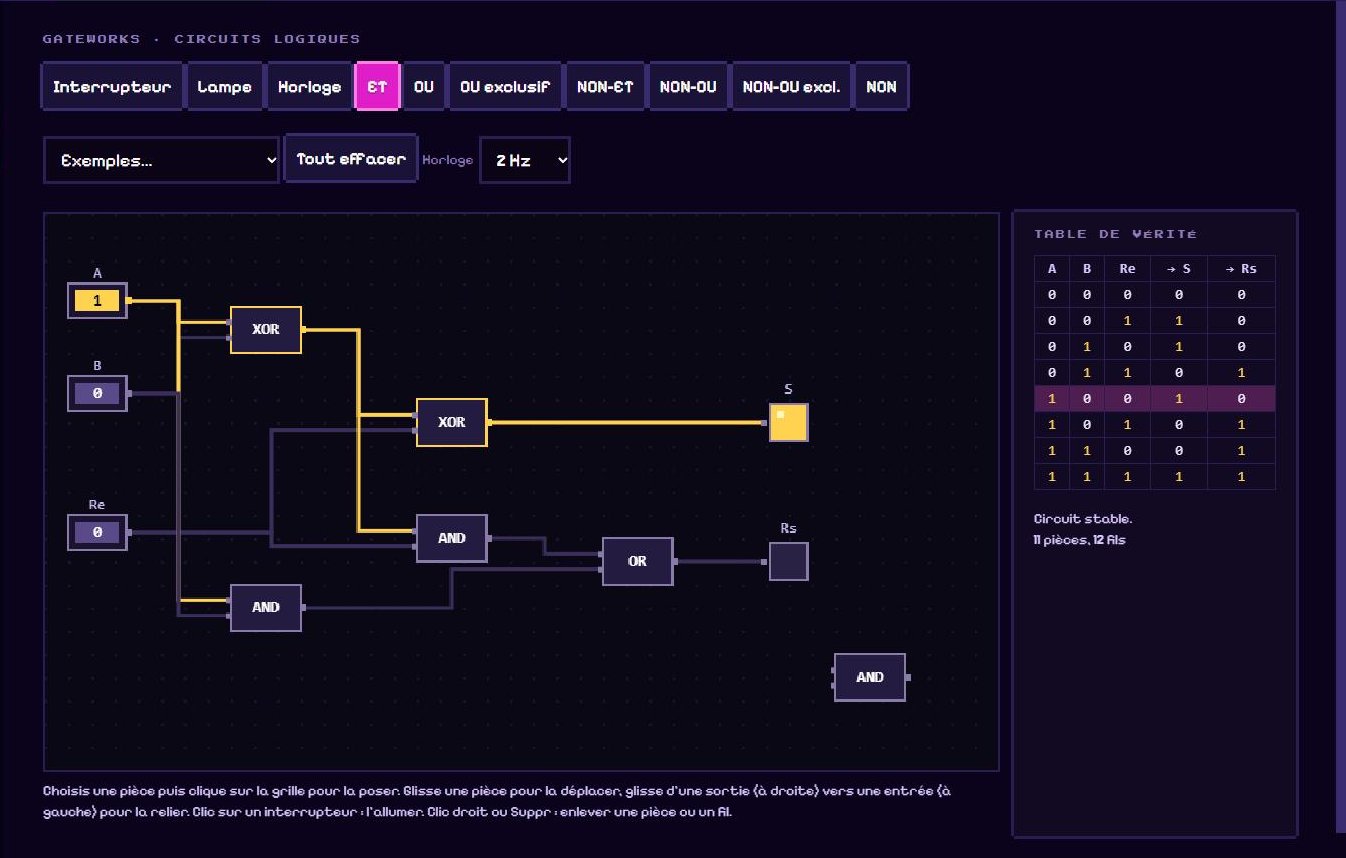 GATEWORKS · CIRCUITS LOGIQUES
Interrupteur Lampe Horloge ET OU OU exclusif NON-ET NON-OU NON-OU excl. NON
Exemples... Tout effacer Horloge 2 Hz
A
1
XOR
B
0
XOR
S
Re
0
AND
Rs
OR
AND
AND
TABLE DE VÉRITÉ
A B Re → S → Rs
0 0 0 0 0
0 0 1 1 0
0 1 0 1 0
0 1 1 0 1
1 0 0 1 0
1 0 1 0 1
1 1 0 0 1
1 1 1 1 1
Circuit stable.
11 pièces, 12 fils
Choisis une pièce puis clique sur la grille pour la poser. Glisse une pièce pour la déplacer, glisse d'une sortie (à droite) vers une entrée (à
gauche) pour la relier. Clic sur un interrupteur : l'allumer. Clic droit ou Suppr : enlever une pièce ou un fil.